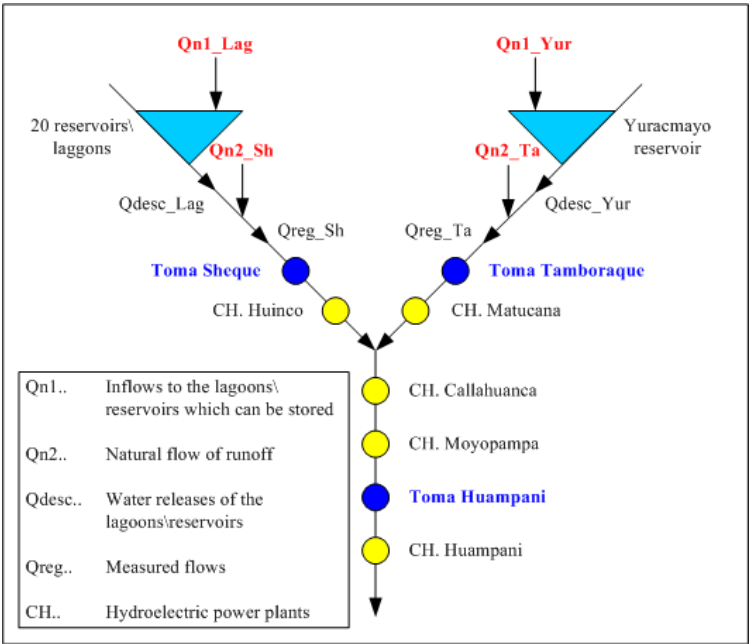 Qn1_Lag
Qn1_Yur
20 reservoirs\
laggons
Yuracmayo
reservoir
Qn2_Sh
Qn2_Ta
Qdesc_Lag
Qdesc_Yur
Qreg_Sh
Qreg_Ta
Toma Sheque
Toma Tamboraque
CH. Huinco
CH. Matucana
CH. Callahuanca
CH. Moyopampa
Toma Huampani
CH. Huampani
Qn1.. Inflows to the lagoons\
reservoirs which can be stored
Qn2.. Natural flow of runoff
Qdesc.. Water releases of the
lagoons\reservoirs
Qreg.. Measured flows
CH.. Hydroelectric power plants